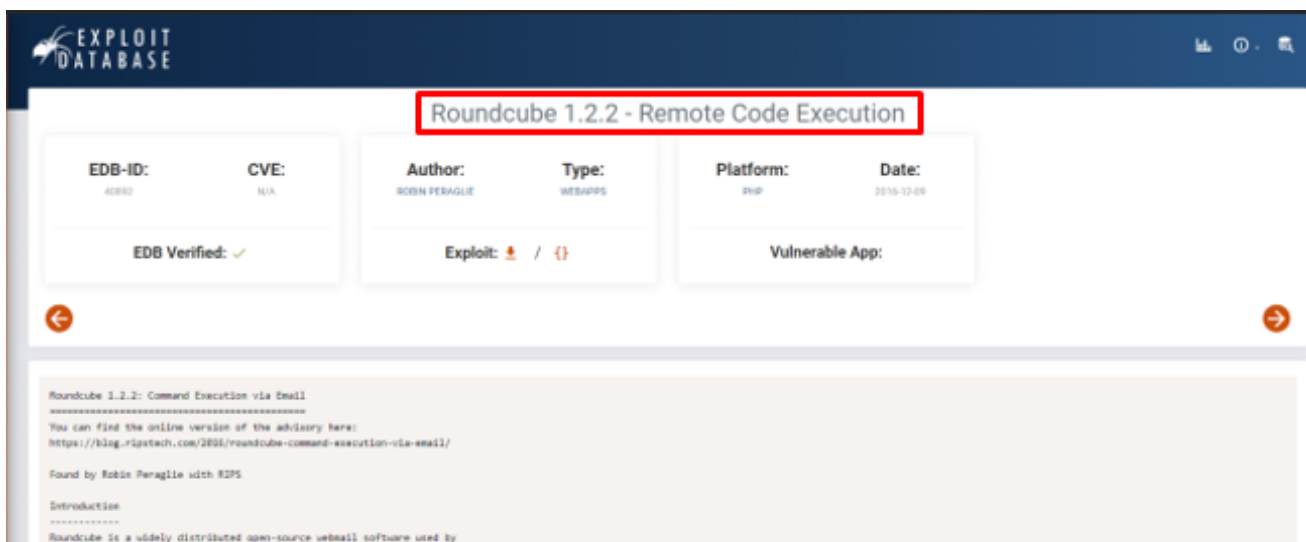 EXPLOIT
DATABASE
Roundcube 1.2.2 - Remote Code Execution
EDB-ID:
40892
CVE:
N/A
Author:
ROBIN PERAGLIE
Type:
WEBAPPS
Platform:
PHP
Date:
2016-12-09
EDB Verified:
Exploit: / {}
Vulnerable App:
Roundcube 1.2.2: Command Execution via Email
============================================
You can find the online version of the advisory here:
https://blog.ripstech.com/2016/roundcube-command-execution-via-email/
Found by Robin Peraglie with RIPS
Introduction
------------
Roundcube is a widely distributed open-source webmail software used by